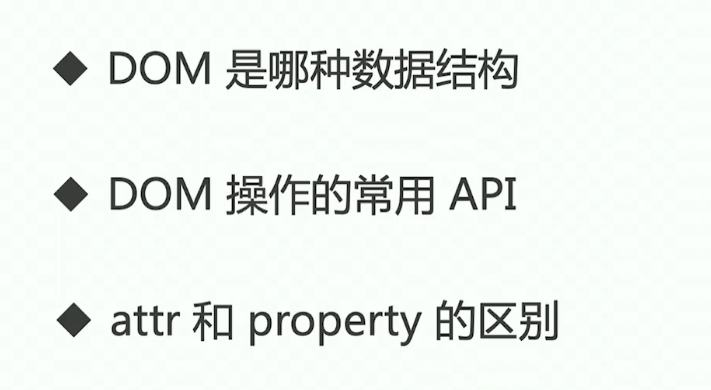 ◆ DOM 是哪种数据结构
◆ DOM 操作的常用 API
◆ attr 和 property 的区别